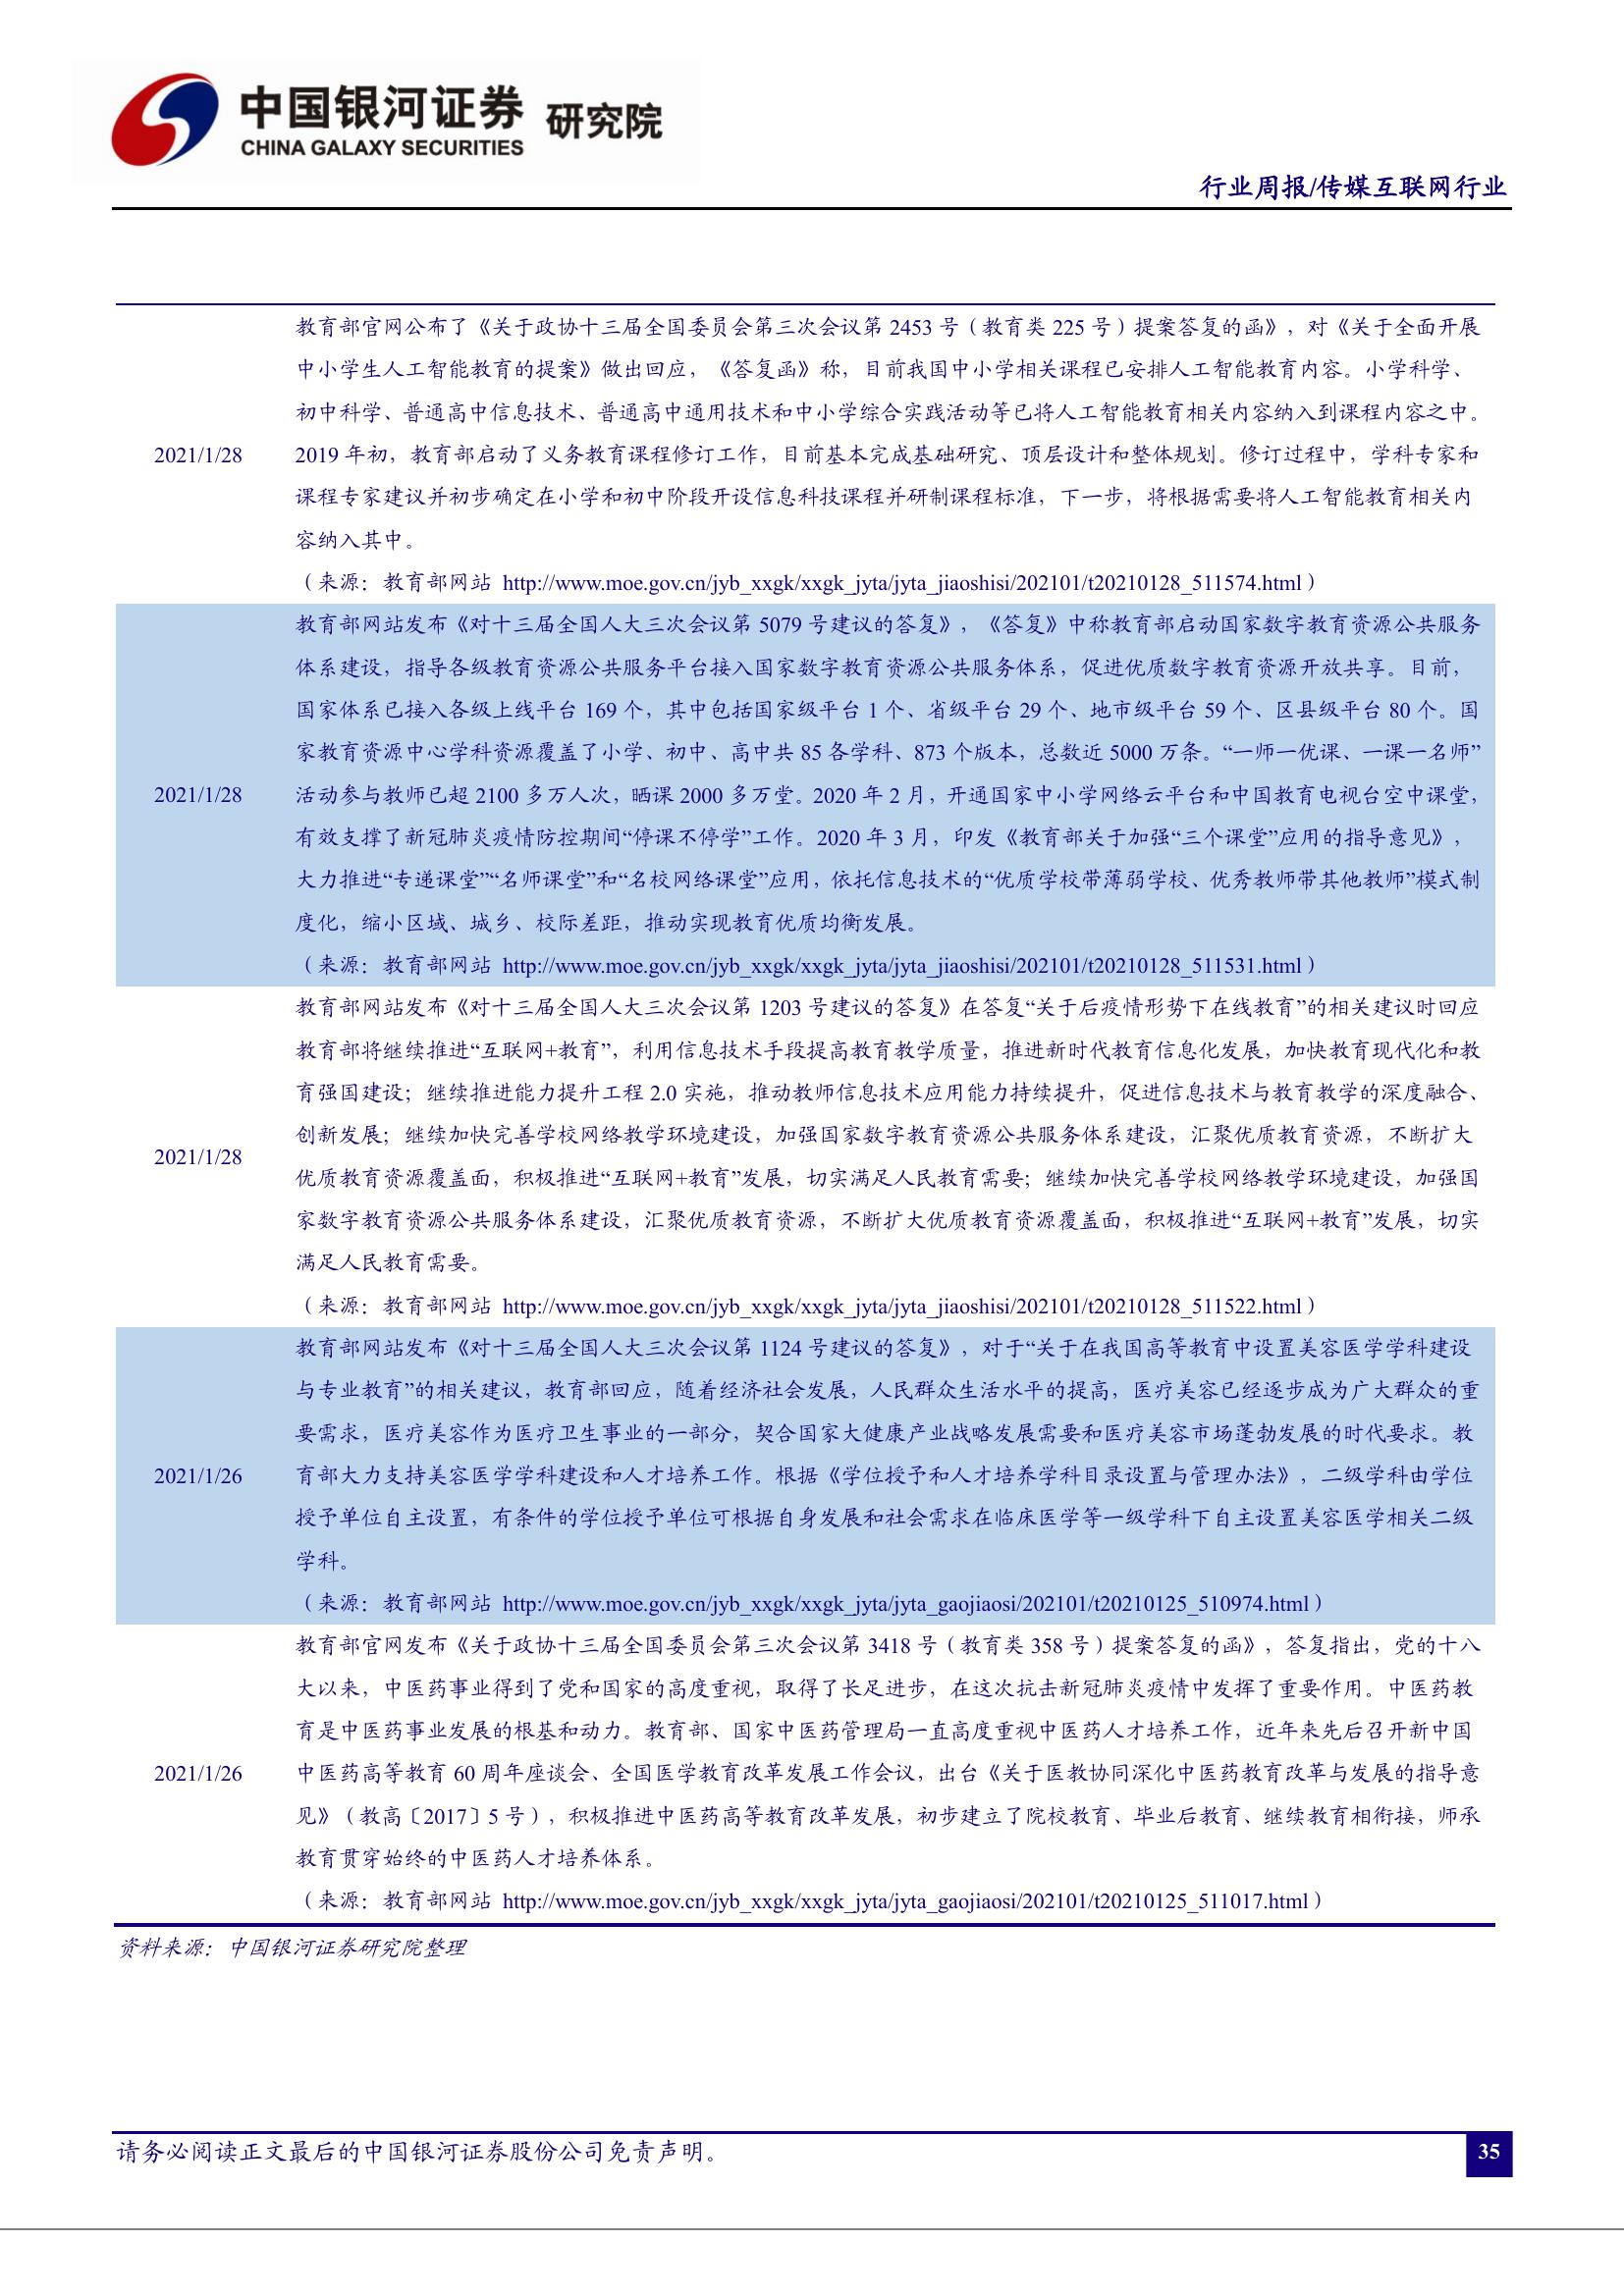 中国银河证券 研究院
CHINA GALAXY SECURITIES
行业周报/传媒互联网行业
教育部官网公布了《关于政协十三届全国委员会第三次会议第 2453 号（教育类 225 号）提案答复的函》，对《关于全面开展
中小学生人工智能教育的提案》做出回应，《答复函》称，目前我国中小学相关课程已安排人工智能教育内容。小学科学、
初中科学、普通高中信息技术、普通高中通用技术和中小学综合实践活动等已将人工智能教育相关内容纳入到课程内容之中。
2021/1/28
2019 年初，教育部启动了义务教育课程修订工作，目前基本完成基础研究、顶层设计和整体规划。修订过程中，学科专家和
课程专家建议并初步确定在小学和初中阶段开设信息科技课程并研制课程标准，下一步，将根据需要将人工智能教育相关内
容纳入其中。
（来源：教育部网站 http://www.moe.gov.cn/jyb_xxgk/xxgk_jyta/jyta_jiaoshisi/202101/t20210128_511574.html）
教育部网站发布《对十三届全国人大三次会议第 5079 号建议的答复》，《答复》中称教育部启动国家数字教育资源公共服务
体系建设，指导各级教育资源公共服务平台接入国家数字教育资源公共服务体系，促进优质数字教育资源开放共享。目前，
国家体系已接入各级上线平台 169 个，其中包括国家级平台 1 个、省级平台 29 个、地市级平台 59 个、区县级平台 80 个。国
家教育资源中心学科资源覆盖了小学、初中、高中共 85 各学科、873 个版本，总数近 5000 万条。“一师一优课、一课一名师”
2021/1/28
活动参与教师已超 2100 多万人次，晒课 2000 多万堂。2020 年 2 月，开通国家中小学网络云平台和中国教育电视台空中课堂，
有效支撑了新冠肺炎疫情防控期间“停课不停学”工作。2020 年 3 月，印发《教育部关于加强“三个课堂”应用的指导意见》，
大力推进“专递课堂”“名师课堂”和“名校网络课堂”应用，依托信息技术的“优质学校带薄弱学校、优秀教师带其他教师”模式制
度化，缩小区域、城乡、校际差距，推动实现教育优质均衡发展。
（来源：教育部网站 http://www.moe.gov.cn/jyb_xxgk/xxgk_jyta/jyta_jiaoshisi/202101/t20210128_511531.html）
教育部网站发布《对十三届全国人大三次会议第 1203 号建议的答复》在答复“关于后疫情形势下在线教育”的相关建议时回应
教育部将继续推进“互联网+教育”，利用信息技术手段提高教育教学质量，推进新时代教育信息化发展，加快教育现代化和教
育强国建设；继续推进能力提升工程 2.0 实施，推动教师信息技术应用能力持续提升，促进信息技术与教育教学的深度融合、
创新发展；继续加快完善学校网络教学环境建设，加强国家数字教育资源公共服务体系建设，汇聚优质教育资源，不断扩大
2021/1/28
优质教育资源覆盖面，积极推进“互联网+教育”发展，切实满足人民教育需要；继续加快完善学校网络教学环境建设，加强国
家数字教育资源公共服务体系建设，汇聚优质教育资源，不断扩大优质教育资源覆盖面，积极推进“互联网+教育”发展，切实
满足人民教育需要。
（来源：教育部网站 http://www.moe.gov.cn/jyb_xxgk/xxgk_jyta/jyta_jiaoshisi/202101/t20210128_511522.html）
教育部网站发布《对十三届全国人大三次会议第 1124 号建议的答复》，对于“关于在我国高等教育中设置美容医学学科建设
与专业教育”的相关建议，教育部回应，随着经济社会发展，人民群众生活水平的提高，医疗美容已经逐步成为广大群众的重
要需求，医疗美容作为医疗卫生事业的一部分，契合国家大健康产业战略发展需要和医疗美容市场蓬勃发展的时代要求。教
2021/1/26
育部大力支持美容医学学科建设和人才培养工作。根据《学位授予和人才培养学科目录设置与管理办法》，二级学科由学位
授予单位自主设置，有条件的学位授予单位可根据自身发展和社会需求在临床医学等一级学科下自主设置美容医学相关二级
学科。
（来源：教育部网站 http://www.moe.gov.cn/jyb_xxgk/xxgk_jyta/jyta_gaojiaosi/202101/t20210125_510974.html）
教育部官网发布《关于政协十三届全国委员会第三次会议第 3418 号（教育类 358 号）提案答复的函》，答复指出，党的十八
大以来，中医药事业得到了党和国家的高度重视，取得了长足进步，在这次抗击新冠肺炎疫情中发挥了重要作用。中医药教
育是中医药事业发展的根基和动力。教育部、国家中医药管理局一直高度重视中医药人才培养工作，近年来先后召开新中国
2021/1/26
中医药高等教育 60 周年座谈会、全国医学教育改革发展工作会议，出台《关于医教协同深化中医药教育改革与发展的指导意
见》（教高〔2017〕5 号），积极推进中医药高等教育改革发展，初步建立了院校教育、毕业后教育、继续教育相衔接，师承
教育贯穿始终的中医药人才培养体系。
（来源：教育部网站 http://www.moe.gov.cn/jyb_xxgk/xxgk_jyta/jyta_gaojiaosi/202101/t20210125_511017.html）
资料来源：中国银河证券研究院整理
请务必阅读正文最后的中国银河证券股份公司免责声明。
35